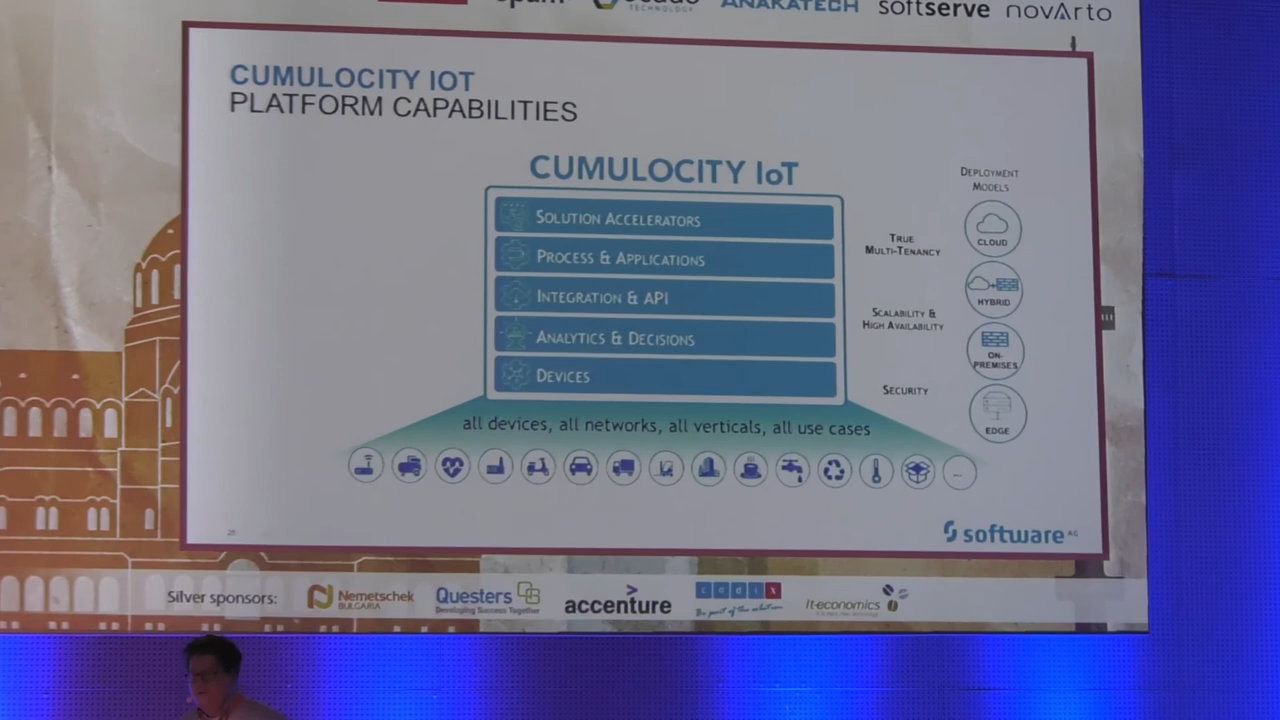 TECHNOLOGY
ANAKATECH
softserve
novArto
CUMULOCITY IOT
PLATFORM CAPABILITIES
CUMULOCITY IoT
SOLUTION ACCELERATORS
PROCESS & APPLICATIONS
INTEGRATION & API
ANALYTICS & DECISIONS
DEVICES
all devices, all networks, all verticals, all use cases
...
TRUE
MULTI-TENANCY
SCALABILITY &
HIGH AVAILABILITY
SECURITY
DEPLOYMENT
MODELS
CLOUD
HYBRID
ON-
PREMISES
EDGE
software AG
Silver sponsors:
Nemetschek
BULGARIA
Questers
Developing Success Together
accenture
codix
Be part of the solution
It-economics